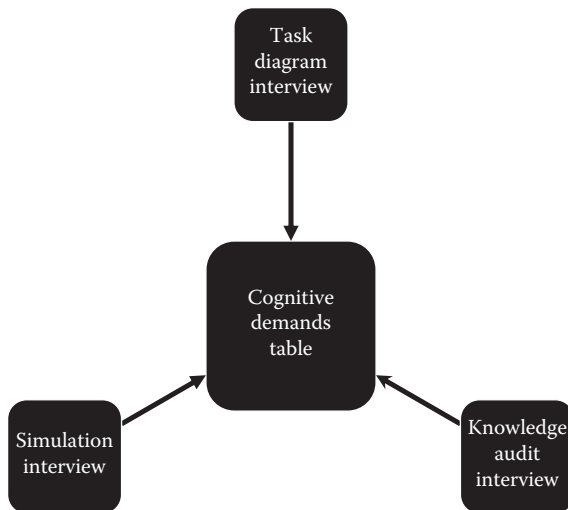 Task
diagram
interview
Cognitive
demands
table
Simulation
interview
Knowledge
audit
interview